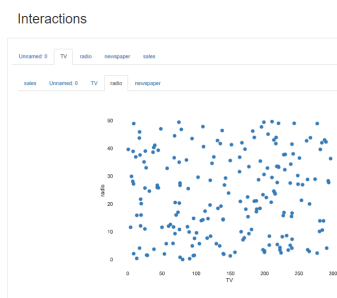 Interactions
Unnamed: 0 TV radio newspaper sales
sales Unnamed: 0 TV radio newspaper
50
40
30
20
10
0
radio
0 50 100 150 200 250 300
TV